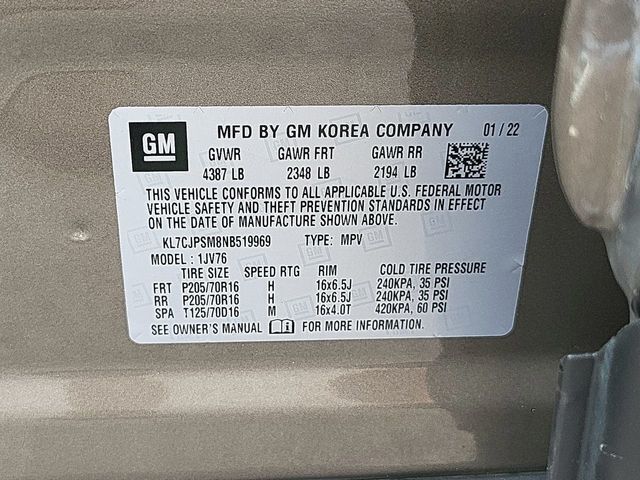 GM MFD BY GM KOREA COMPANY 01 / 22
GVWR GAWR FRT GAWR RR
4387 LB 2348 LB 2194 LB
THIS VEHICLE CONFORMS TO ALL APPLICABLE U.S. FEDERAL MOTOR
VEHICLE SAFETY AND THEFT PREVENTION STANDARDS IN EFFECT
ON THE DATE OF MANUFACTURE SHOWN ABOVE.
KL7CJPSM8NB519969 TYPE: MPV
MODEL : 1JV76
TIRE SIZE SPEED RTG RIM COLD TIRE PRESSURE
FRT P205/70R16 H 16x6.5J 240KPA, 35 PSI
RR P205/70R16 H 16x6.5J 240KPA, 35 PSI
SPA T125/70D16 M 16x4.0T 420KPA, 60 PSI
SEE OWNER'S MANUAL FOR MORE INFORMATION.